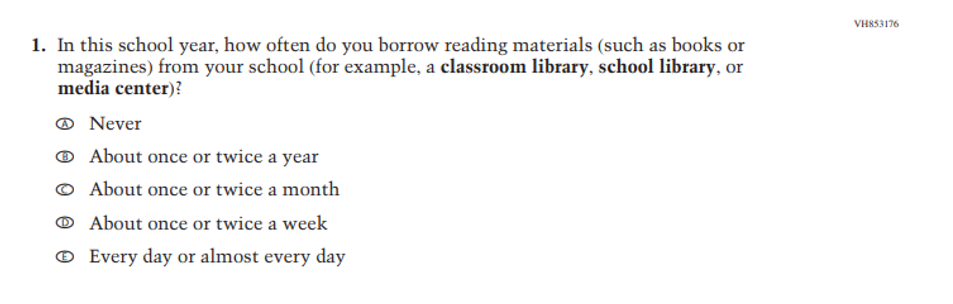 VH853176
1. In this school year, how often do you borrow reading materials (such as books or
magazines) from your school (for example, a classroom library, school library, or
media center)?
Ⓐ Never
Ⓑ About once or twice a year
Ⓒ About once or twice a month
Ⓓ About once or twice a week
Ⓔ Every day or almost every day